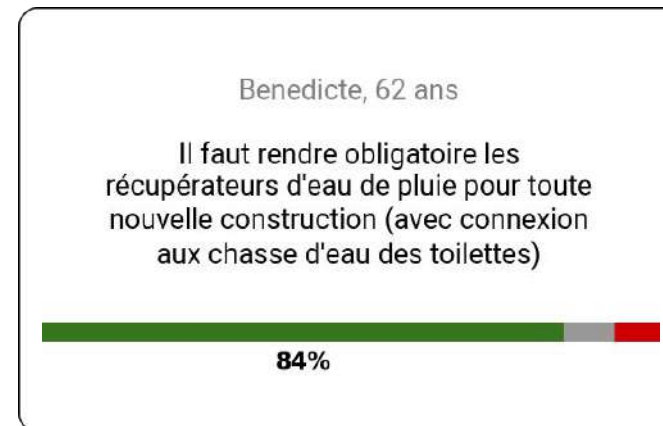 Benedicte, 62 ans
Il faut rendre obligatoire les
récupérateurs d'eau de pluie pour toute
nouvelle construction (avec connexion
aux chasse d'eau des toilettes)
84%